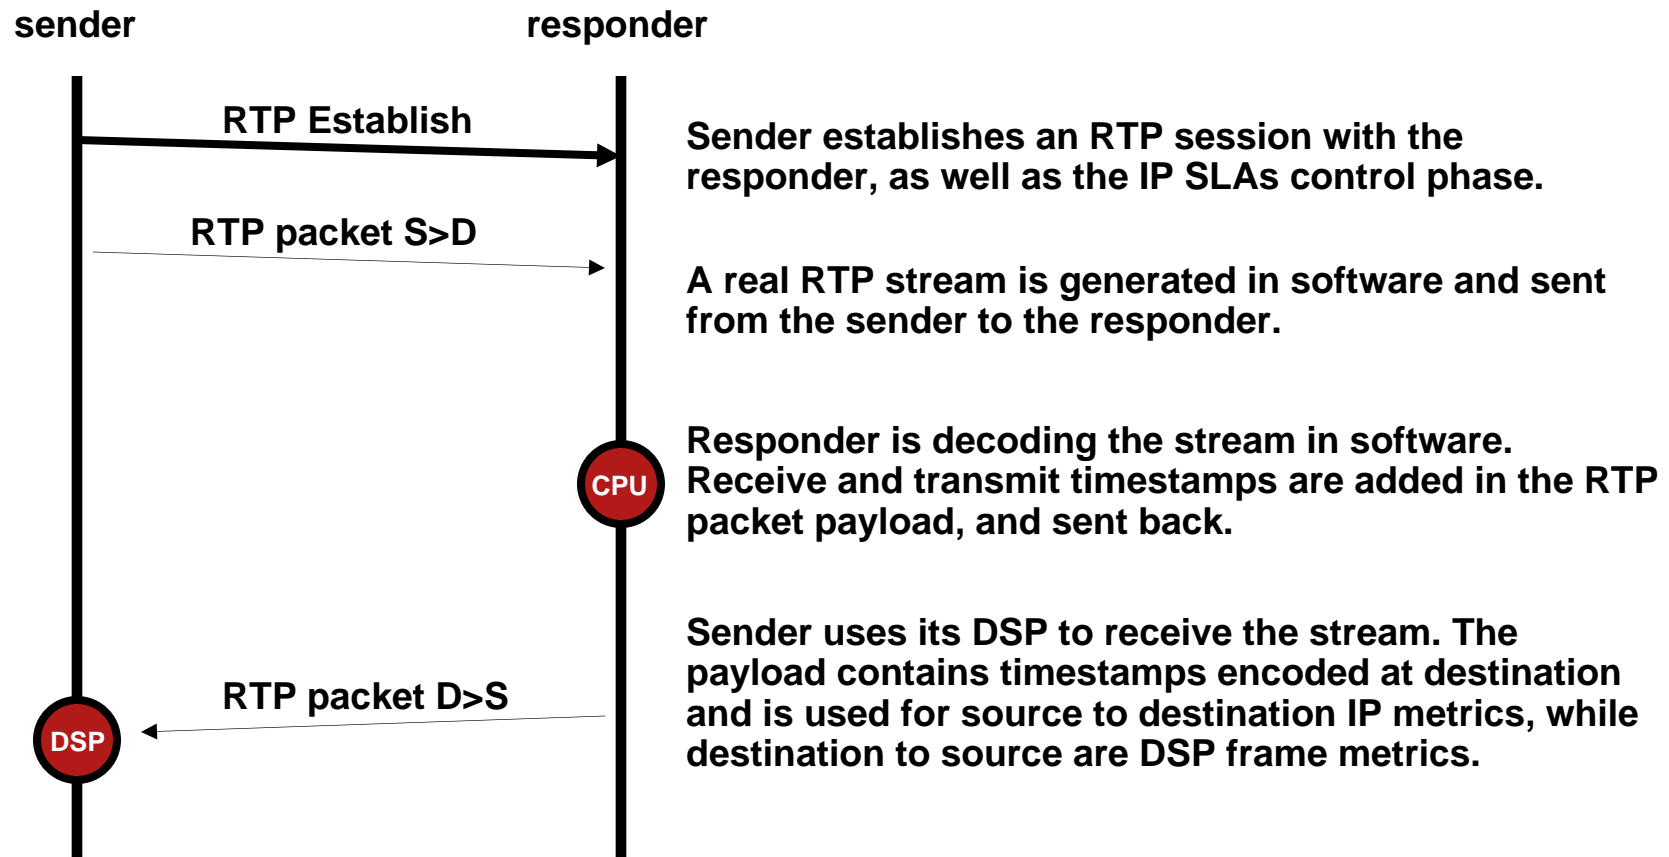 sender
responder
RTP Establish
Sender establishes an RTP session with the
responder, as well as the IP SLAs control phase.
RTP packet S>D
A real RTP stream is generated in software and sent
from the sender to the responder.
CPU
Responder is decoding the stream in software.
Receive and transmit timestamps are added in the RTP
packet payload, and sent back.
Sender uses its DSP to receive the stream. The
payload contains timestamps encoded at destination
and is used for source to destination IP metrics, while
destination to source are DSP frame metrics.
RTP packet D>S
DSP